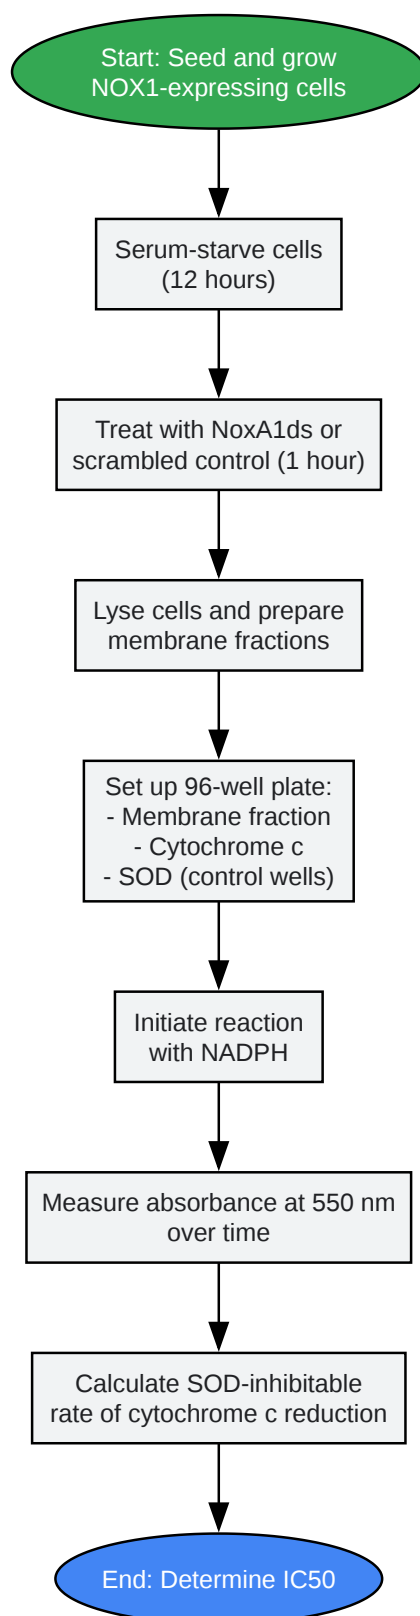 Start: Seed and grow
NOX1-expressing cells
Serum-starve cells
(12 hours)
Treat with NoxA1ds or
scrambled control (1 hour)
Lyse cells and prepare
membrane fractions
Set up 96-well plate:
- Membrane fraction
- Cytochrome c
- SOD (control wells)
Initiate reaction
with NADPH
Measure absorbance at 550 nm
over time
Calculate SOD-inhibitable
rate of cytochrome c reduction
End: Determine IC50